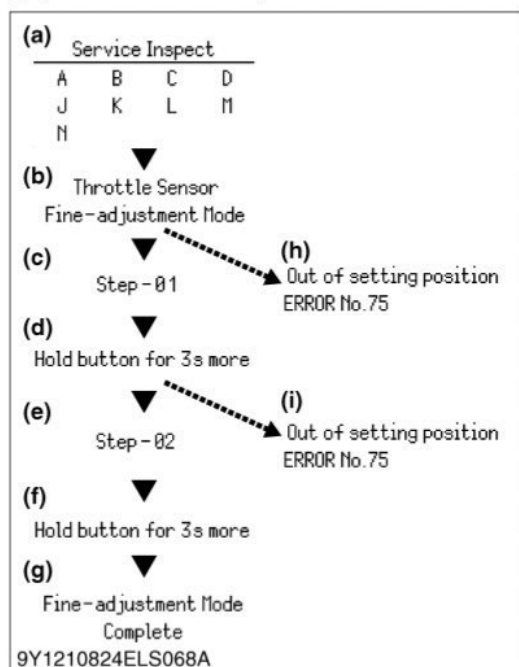 (a)
Service Inspect
A B C D
J K L M
N
(b)
Throttle Sensor
Fine-adjustment Mode
(c)
Step-01
(h)
Out of setting position
ERROR No.75
(d)
Hold button for 3s more
(e)
Step-02
(i)
Out of setting position
ERROR No.75
(f)
Hold button for 3s more
(g)
Fine-adjustment Mode
Complete
9Y1210824ELS068A